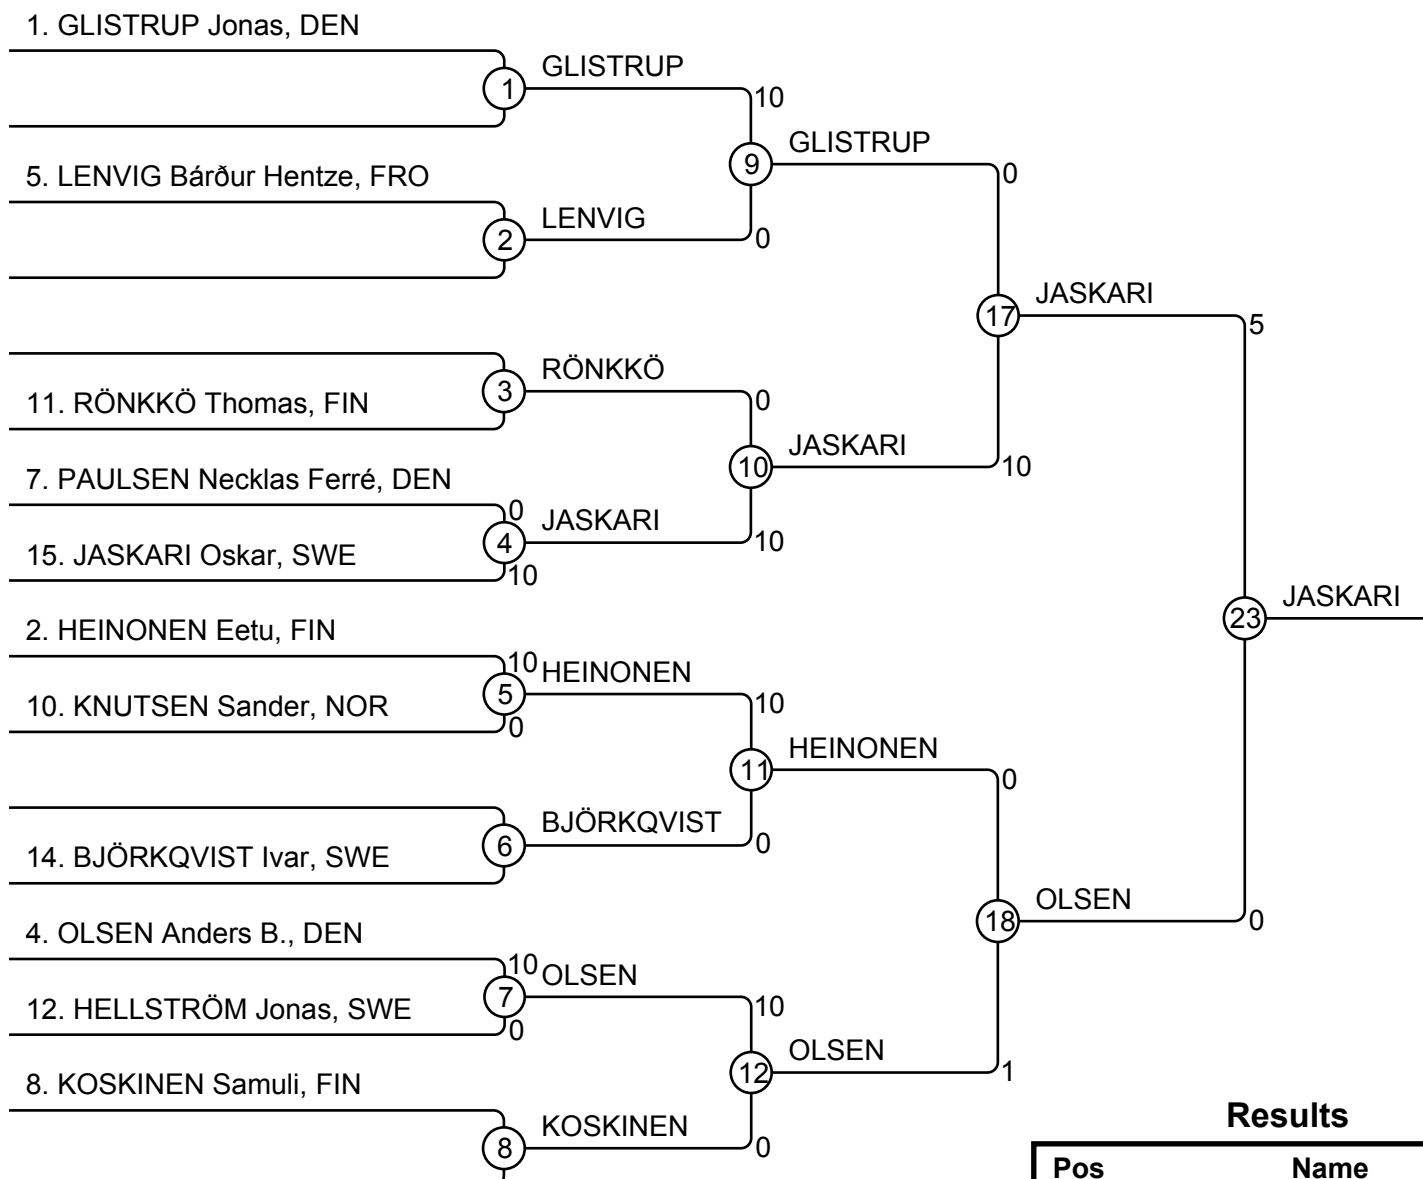 1. GLISTRUP Jonas, DEN
GLISTRUP
1
10
GLISTRUP
9
5. LENVIG Bárður Hentze, FRO
0
LENVIG
2
0
JASKARI
17
5
RÖNKKÖ
3
0
11. RÖNKKÖ Thomas, FIN
JASKARI
10
10
7. PAULSEN Necklas Ferré, DEN
0
JASKARI
4
10
15. JASKARI Oskar, SWE
10
JASKARI
23
2. HEINONEN Eetu, FIN
10
HEINONEN
5
10
10. KNUTSEN Sander, NOR
0
HEINONEN
11
0
BJÖRKQVIST
6
0
14. BJÖRKQVIST Ivar, SWE
OLSEN
18
0
4. OLSEN Anders B., DEN
10
OLSEN
7
10
12. HELLSTRÖM Jonas, SWE
0
OLSEN
12
1
8. KOSKINEN Samuli, FIN
KOSKINEN
8
0
Results
Pos Name